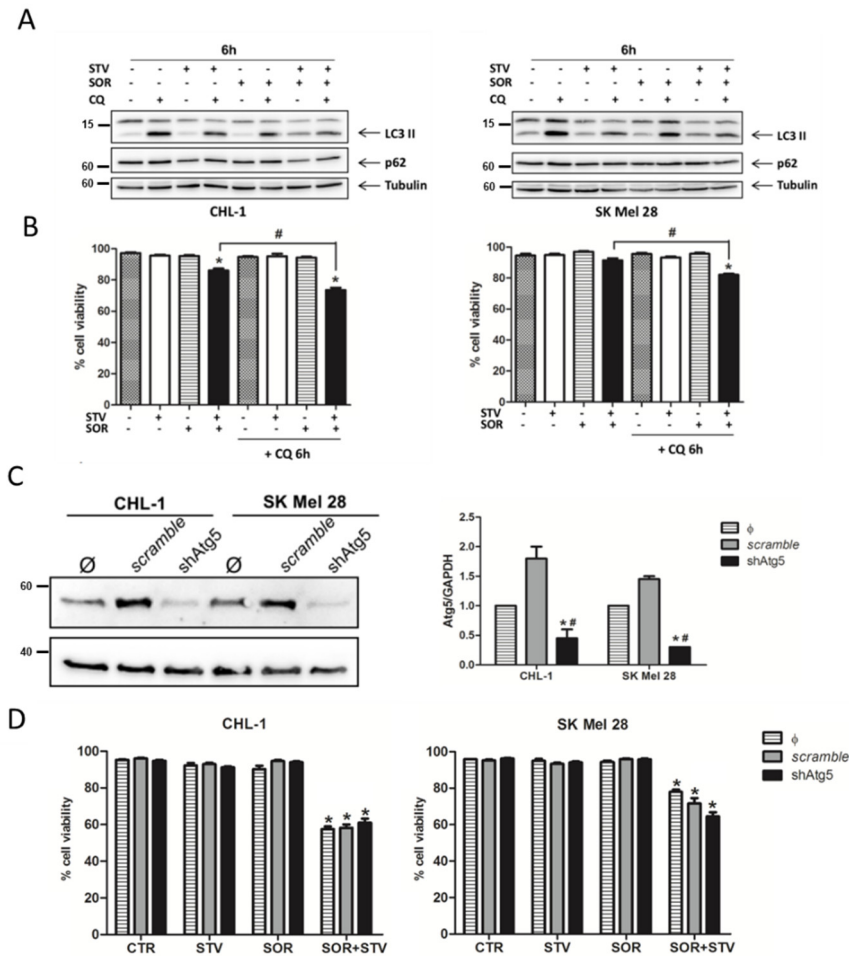 A
6h 6h
STV - - + + - - + + STV - - + + - - + +
SOR - - - - + + + + SOR - - - - + + + +
CQ - + - + - + - + CQ - + - + - + - +
15 LC3 II 15 LC3 II
60 p62 60 p62
60 Tubulin 60 Tubulin
CHL-1 SK Mel 28
B
# #
* * *
% cell viability % cell viability
100 100
80 80
60 60
40 40
20 20
0 0
STV - + - + - + - + STV - + - + - + - +
SOR - - + + - - + + SOR - - + + - - + +
+ CQ 6h + CQ 6h
C
CHL-1 SK Mel 28
Ø scramble shAtg5 Ø scramble shAtg5
60
40
Atg5/GAPDH
2.5
2.0
1.5
1.0
0.5
0.0
*# *#
CHL-1 SK Mel 28
ϕ
scramble
shAtg5
D
CHL-1 SK Mel 28
ϕ
scramble
shAtg5
% cell viability % cell viability
100 100
80 80
60 60
40 40
20 20
0 0
* * * * * *
CTR STV SOR SOR+STV CTR STV SOR SOR+STV